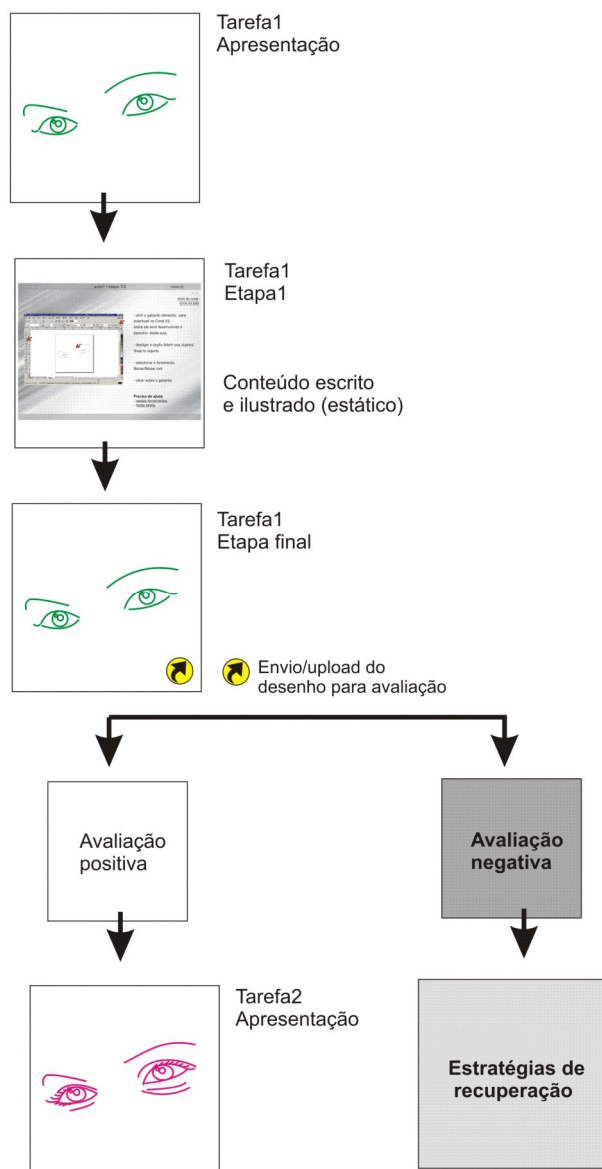 Tarefa1
Apresentação
Tarefa1
Etapa1
Conteúdo escrito
e ilustrado (estático)
Tarefa1
Etapa final
Envio/upload do
desenho para avaliação
Avaliação
positiva
Avaliação
negativa
Tarefa2
Apresentação
Estratégias de
recuperação